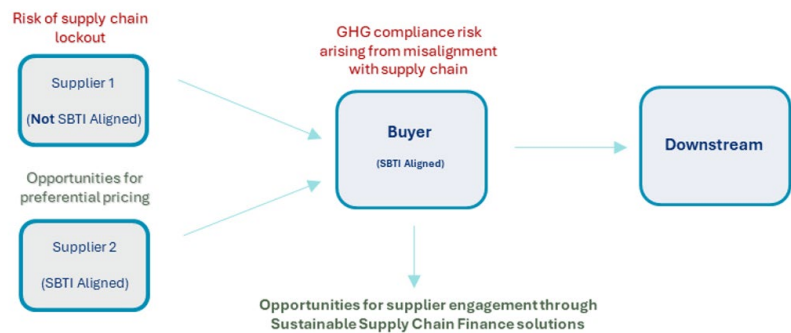 Risk of supply chain
lockout
Supplier 1
(Not SBTI Aligned)
Opportunities for
preferential pricing
Supplier 2
(SBTI Aligned)
GHG compliance risk
arising from misalignment
with supply chain
Buyer
(SBTI Aligned)
Opportunities for supplier engagement through
Sustainable Supply Chain Finance solutions
Downstream